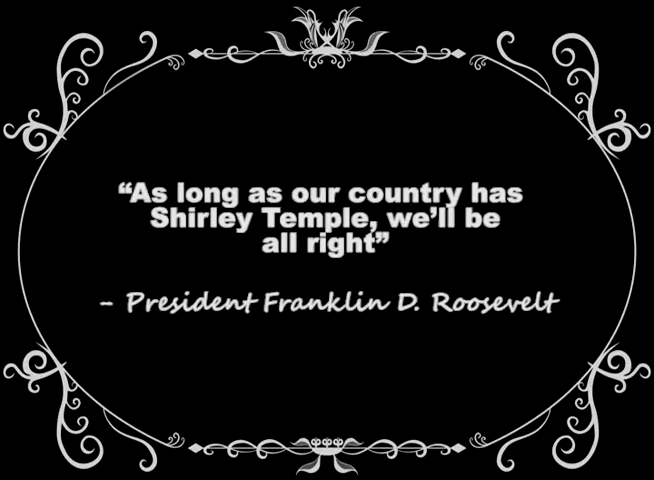 “As long as our country has
Shirley Temple, we’ll be
all right”
- President Franklin D. Roosevelt